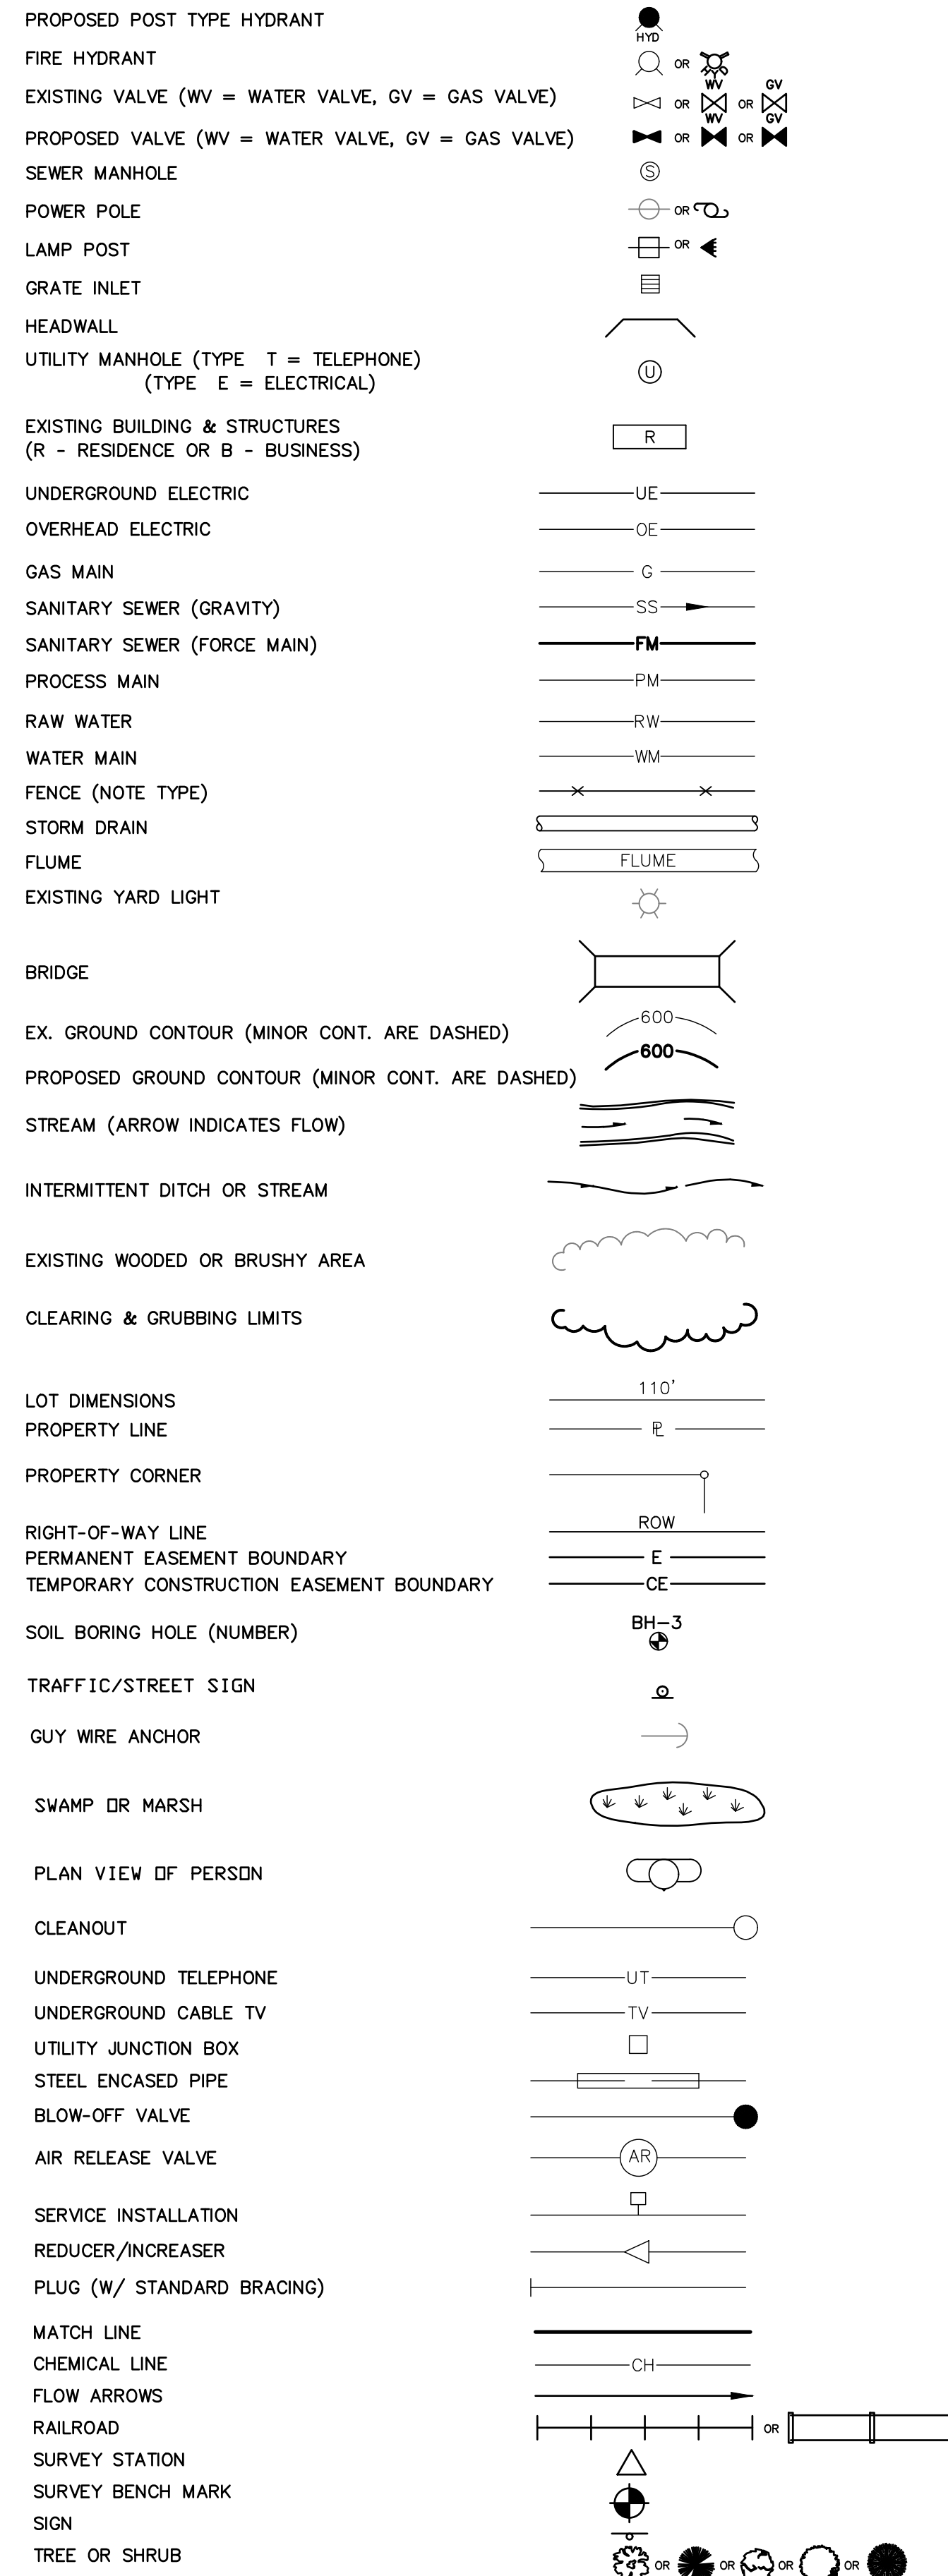 PROPOSED POST TYPE HYDRANT
HYD
FIRE HYDRANT OR
EXISTING VALVE (WV = WATER VALVE, GV = GAS VALVE) OR WV OR GV
PROPOSED VALVE (WV = WATER VALVE, GV = GAS VALVE) OR WV OR GV
SEWER MANHOLE S
POWER POLE OR
LAMP POST OR
GRATE INLET
HEADWALL
UTILITY MANHOLE (TYPE T = TELEPHONE)
(TYPE E = ELECTRICAL) U
EXISTING BUILDING & STRUCTURES
(R - RESIDENCE OR B - BUSINESS) R
UNDERGROUND ELECTRIC UE
OVERHEAD ELECTRIC OE
GAS MAIN G
SANITARY SEWER (GRAVITY) SS
SANITARY SEWER (FORCE MAIN) FM
PROCESS MAIN PM
RAW WATER RW
WATER MAIN WM
FENCE (NOTE TYPE)
STORM DRAIN
FLUME FLUME
EXISTING YARD LIGHT
BRIDGE
EX. GROUND CONTOUR (MINOR CONT. ARE DASHED) 600
PROPOSED GROUND CONTOUR (MINOR CONT. ARE DASHED) 600
STREAM (ARROW INDICATES FLOW)
INTERMITTENT DITCH OR STREAM
EXISTING WOODED OR BRUSHY AREA
CLEARING & GRUBBING LIMITS
LOT DIMENSIONS 110'
PROPERTY LINE PL
PROPERTY CORNER
RIGHT-OF-WAY LINE ROW
PERMANENT EASEMENT BOUNDARY E
TEMPORARY CONSTRUCTION EASEMENT BOUNDARY CE
SOIL BORING HOLE (NUMBER) BH-3
TRAFFIC/STREET SIGN
GUY WIRE ANCHOR
SWAMP OR MARSH
PLAN VIEW OF PERSON
CLEANOUT
UNDERGROUND TELEPHONE UT
UNDERGROUND CABLE TV TV
UTILITY JUNCTION BOX
STEEL ENCASED PIPE
BLOW-OFF VALVE
AIR RELEASE VALVE AR
SERVICE INSTALLATION
REDUCER/INCREASER
PLUG (W/ STANDARD BRACING)
MATCH LINE
CHEMICAL LINE CH
FLOW ARROWS
RAILROAD OR
SURVEY STATION
SURVEY BENCH MARK
SIGN
TREE OR SHRUB OR OR OR OR